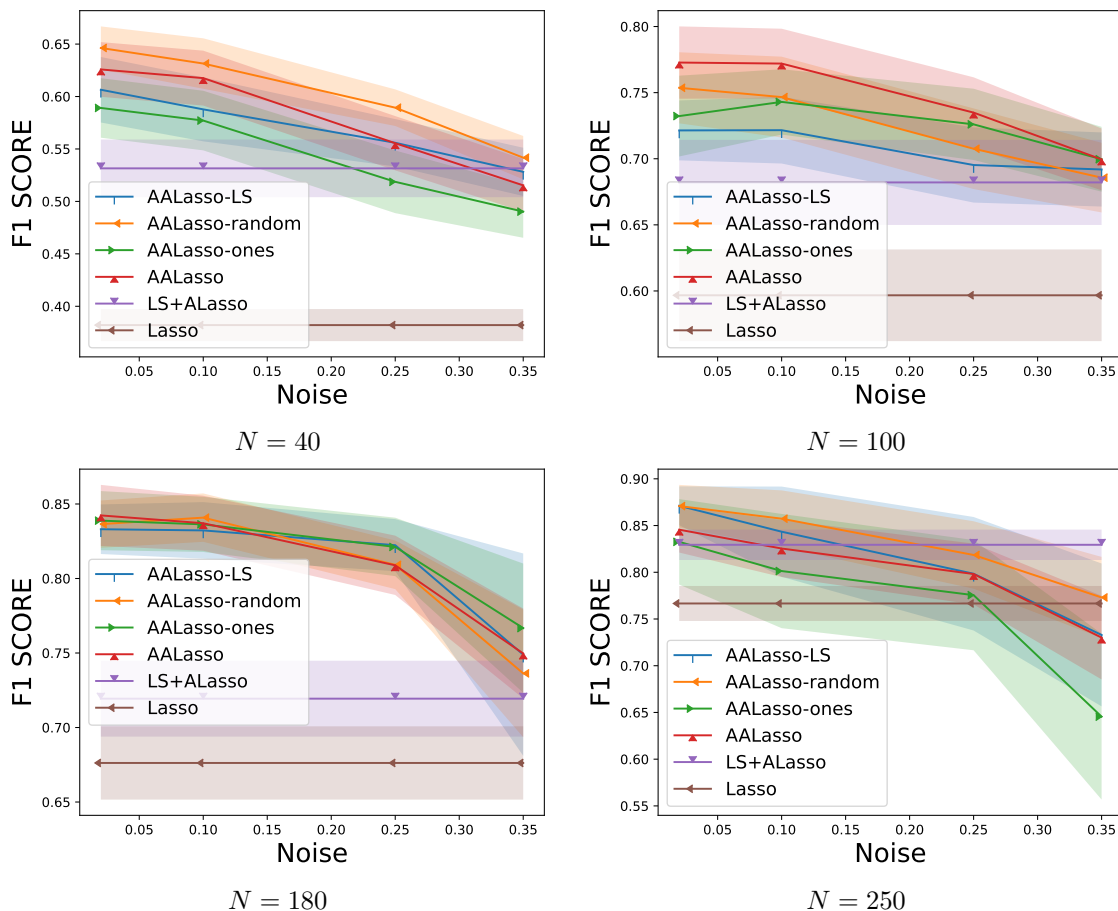 0.65
0.60
0.55
0.50
0.45
0.40
F1 SCORE
AALasso-LS
AALasso-random
AALasso-ones
AALasso
LS+ALasso
Lasso
0.05 0.10 0.15 0.20 0.25 0.30 0.35
Noise
N = 40
0.80
0.75
0.70
0.65
0.60
F1 SCORE
AALasso-LS
AALasso-random
AALasso-ones
AALasso
LS+ALasso
Lasso
0.05 0.10 0.15 0.20 0.25 0.30 0.35
Noise
N = 100
0.85
0.80
0.75
0.70
0.65
F1 SCORE
AALasso-LS
AALasso-random
AALasso-ones
AALasso
LS+ALasso
Lasso
0.05 0.10 0.15 0.20 0.25 0.30 0.35
Noise
N = 180
0.90
0.85
0.80
0.75
0.70
0.65
0.60
0.55
F1 SCORE
AALasso-LS
AALasso-random
AALasso-ones
AALasso
LS+ALasso
Lasso
0.05 0.10 0.15 0.20 0.25 0.30 0.35
Noise
N = 250